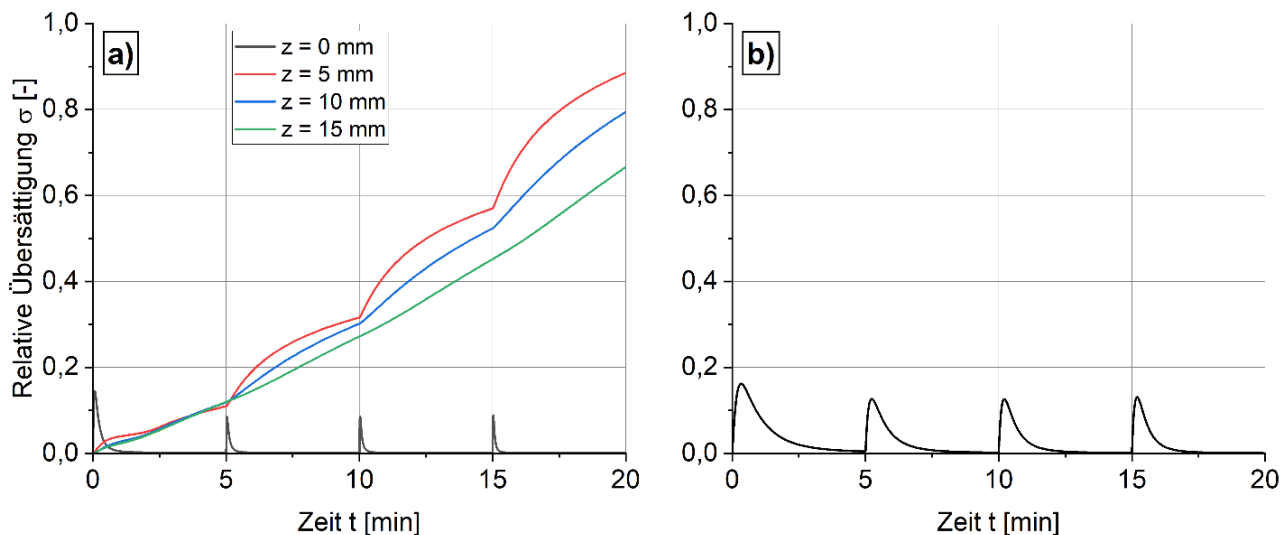 1,0
0,8
0,6
0,4
0,2
0,0
Relative Übersättigung σ [-]
a)
z = 0 mm
z = 5 mm
z = 10 mm
z = 15 mm
0 5 10 15 20
Zeit t [min]
1,0
0,8
0,6
0,4
0,2
0,0
b)
0 5 10 15 20
Zeit t [min]